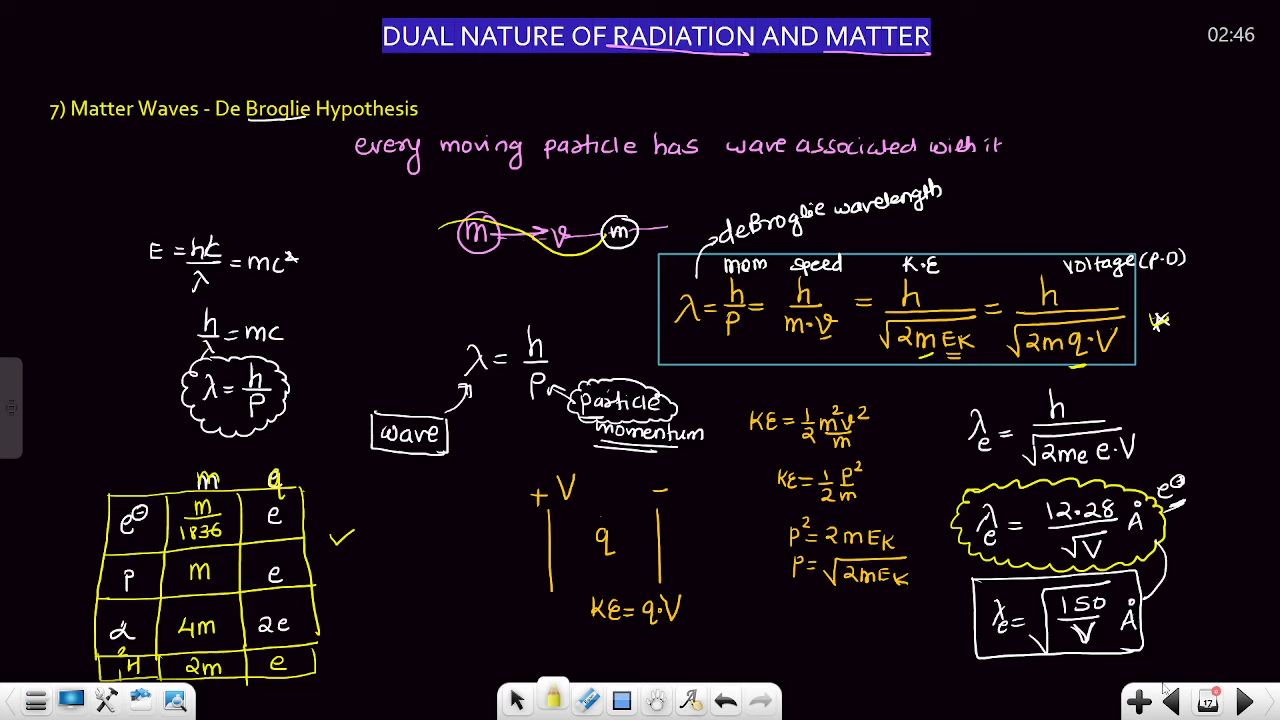 DUAL NATURE OF RADIATION AND MATTER
02:46
7) Matter Waves - De Broglie Hypothesis
every moving particle has wave associated with it
m → v m
deBroglie wavelength
mom speed K.E voltage (P.D)
λ = h/P = h/m·v = h/√2mEK = h/√2mq·V
E = hc/λ = mc²
h/λ = mc
λ = h/P
λ = h/P
wave
particle
momentum
KE = 1/2 m²v²/m
KE = 1/2 P²/m
P² = 2mEK
P = √2mEK
+ V -
q
KE = q·V
λe = h/√2me e·V
e⊖
λe = 12.28/√V Å
λe = √150/V Å
m q
e⊖ m/1836 e
p m e
α 4m 2e
²₁H 2m e
17